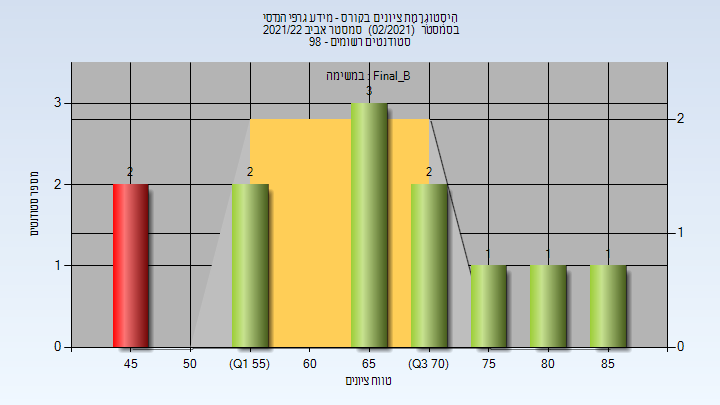 היסטוגרמת ציונים בקורס - מידע גרפי הנדסי
בסמסטר (02/2021) סמסטר אביב 2021/22
סטודנטים רשומים - 98
במשימה : Final_B
3
2
1
0
2
1
0
מספר סטודנטים
2
2
3
2
1
1
1
45
50
(Q1 55)
60
65
(Q3 70)
75
80
85
טווח ציונים